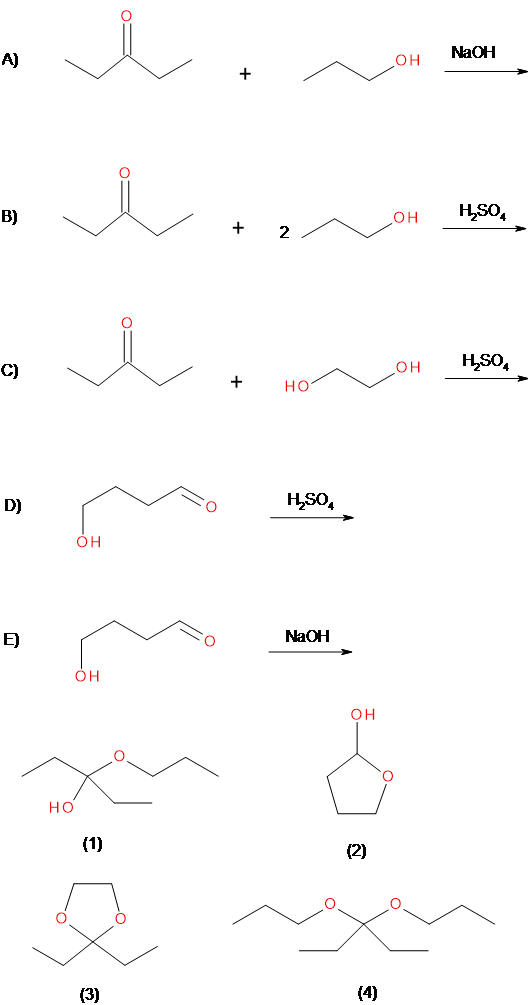 A) O + OH NaOH
B) O + 2 OH H₂SO₄
C) O + HO OH H₂SO₄
D) OH O H₂SO₄
E) OH O NaOH
O HO OH O
(1) (2)
O O O O
(3) (4)